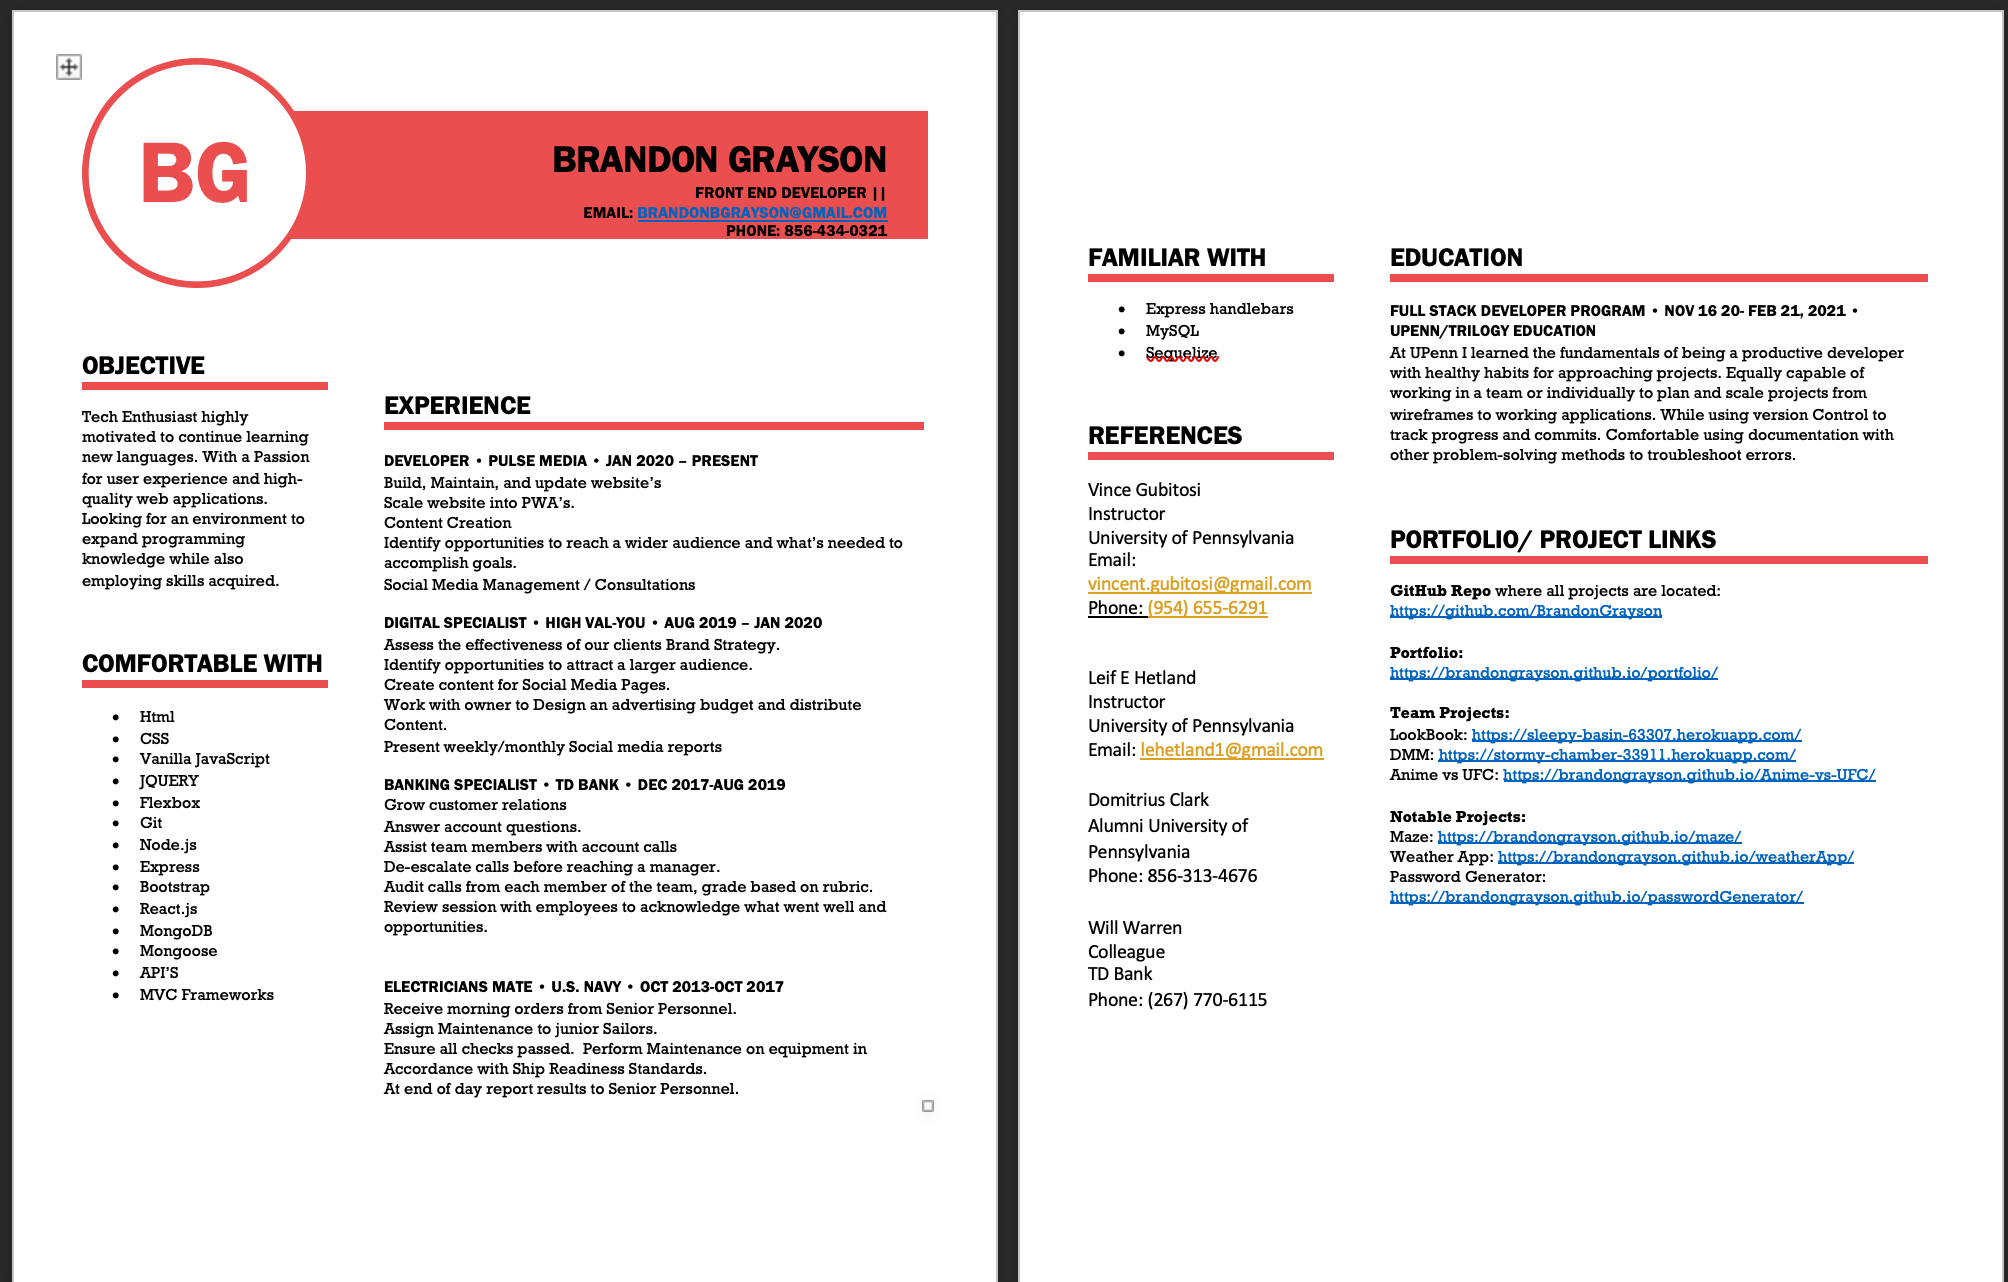 BG
BRANDON GRAYSON
FRONT END DEVELOPER ||
EMAIL: BRANDONBGRAYSON@GMAIL.COM
PHONE: 856-434-0321
OBJECTIVE
Tech Enthusiast highly
motivated to continue learning
new languages. With a Passion
for user experience and high-
quality web applications.
Looking for an environment to
expand programming
knowledge while also
employing skills acquired.
COMFORTABLE WITH
• Html
• CSS
• Vanilla JavaScript
• JQUERY
• Flexbox
• Git
• Node.js
• Express
• Bootstrap
• React.js
• MongoDB
• Mongoose
• API'S
• MVC Frameworks
EXPERIENCE
DEVELOPER • PULSE MEDIA • JAN 2020 – PRESENT
Build, Maintain, and update website's
Scale website into PWA's.
Content Creation
Identify opportunities to reach a wider audience and what's needed to
accomplish goals.
Social Media Management / Consultations
DIGITAL SPECIALIST • HIGH VAL-YOU • AUG 2019 – JAN 2020
Assess the effectiveness of our clients Brand Strategy.
Identify opportunities to attract a larger audience.
Create content for Social Media Pages.
Work with owner to Design an advertising budget and distribute
Content.
Present weekly/monthly Social media reports
BANKING SPECIALIST • TD BANK • DEC 2017-AUG 2019
Grow customer relations
Answer account questions.
Assist team members with account calls
De-escalate calls before reaching a manager.
Audit calls from each member of the team, grade based on rubric.
Review session with employees to acknowledge what went well and
opportunities.
ELECTRICIANS MATE • U.S. NAVY • OCT 2013-OCT 2017
Receive morning orders from Senior Personnel.
Assign Maintenance to junior Sailors.
Ensure all checks passed.  Perform Maintenance on equipment in
Accordance with Ship Readiness Standards.
At end of day report results to Senior Personnel.
FAMILIAR WITH
• Express handlebars
• MySQL
• Sequelize
REFERENCES
Vince Gubitosi
Instructor
University of Pennsylvania
Email:
vincent.gubitosi@gmail.com
Phone: (954) 655-6291
Leif E Hetland
Instructor
University of Pennsylvania
Email: lehetland1@gmail.com
Domitrius Clark
Alumni University of
Pennsylvania
Phone: 856-313-4676
Will Warren
Colleague
TD Bank
Phone: (267) 770-6115
EDUCATION
FULL STACK DEVELOPER PROGRAM • NOV 16 20- FEB 21, 2021 •
UPENN/TRILOGY EDUCATION
At UPenn I learned the fundamentals of being a productive developer
with healthy habits for approaching projects. Equally capable of
working in a team or individually to plan and scale projects from
wireframes to working applications. While using version Control to
track progress and commits. Comfortable using documentation with
other problem-solving methods to troubleshoot errors.
PORTFOLIO/ PROJECT LINKS
GitHub Repo where all projects are located:
https://github.com/BrandonGrayson
Portfolio:
https://brandongrayson.github.io/portfolio/
Team Projects:
LookBook: https://sleepy-basin-63307.herokuapp.com/
DMM: https://stormy-chamber-33911.herokuapp.com/
Anime vs UFC: https://brandongrayson.github.io/Anime-vs-UFC/
Notable Projects:
Maze: https://brandongrayson.github.io/maze/
Weather App: https://brandongrayson.github.io/weatherApp/
Password Generator:
https://brandongrayson.github.io/passwordGenerator/